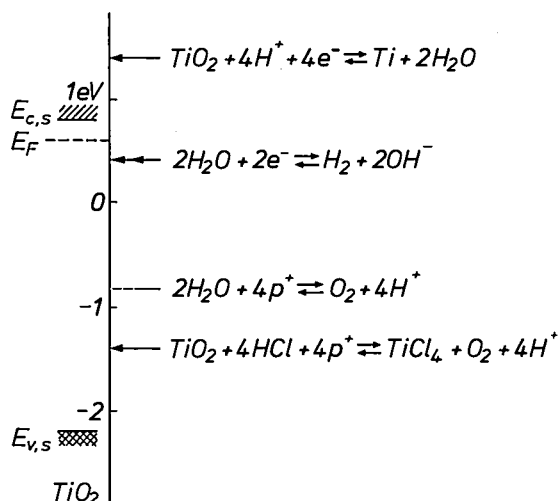 TiO₂ + 4H⁺ + 4e⁻ ⇄ Ti + 2H₂O
1eV
E_c,s
E_F
2H₂O + 2e⁻ ⇄ H₂ + 2OH⁻
0
2H₂O + 4p⁺ ⇄ O₂ + 4H⁺
-1
TiO₂ + 4HCl + 4p⁺ ⇄ TiCl₄ + O₂ + 4H⁺
-2
E_v,s
TiO₂